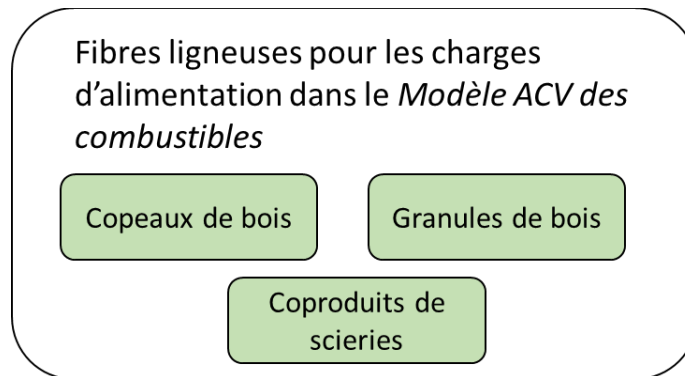 Fibres ligneuses pour les charges
d’alimentation dans le Modèle ACV des
combustibles
Copeaux de bois
Granules de bois
Coproduits de
scieries